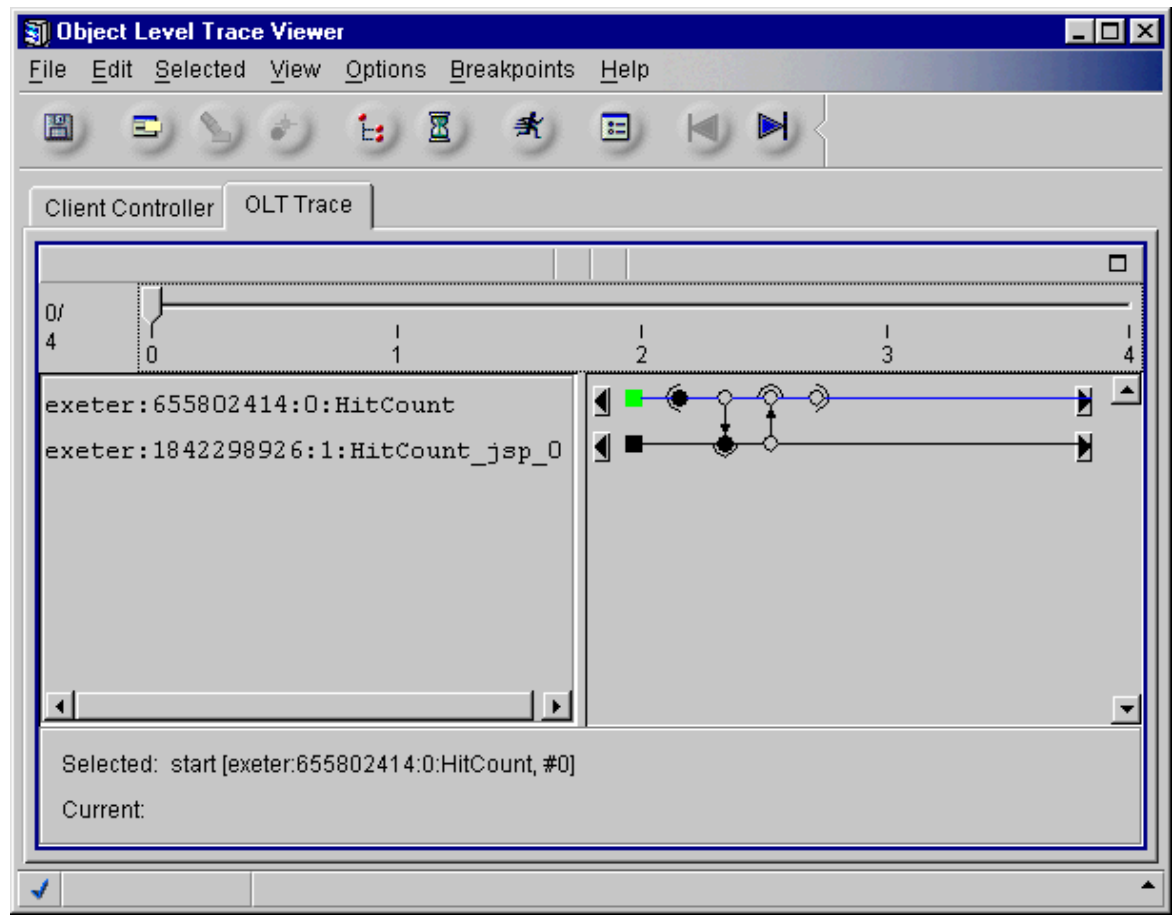 Object Level Trace Viewer
File Edit Selected View Options Breakpoints Help
Client Controller OLT Trace
0/
4
0 1 2 3 4
exeter:655802414:0:HitCount
exeter:1842298926:1:HitCount_jsp_0
Selected: start [exeter:655802414:0:HitCount, #0]
Current: